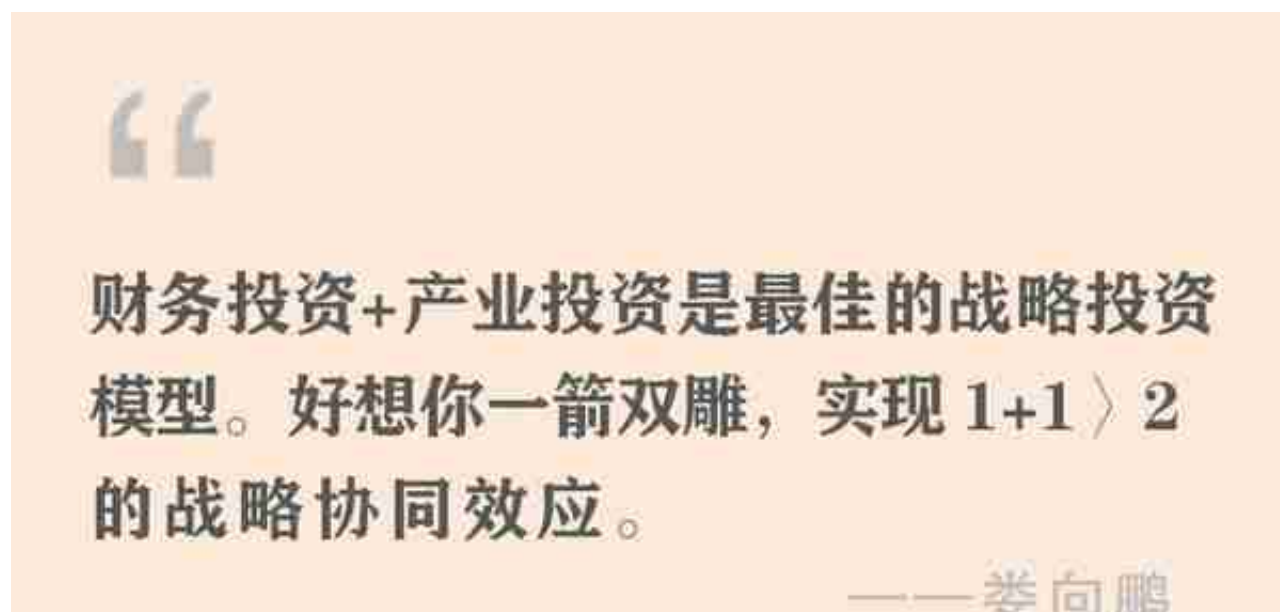 “
财务投资+产业投资是最佳的战略投资
模型。好想你一箭双雕，实现 1+1〉2
的战略协同效应。
——娄向鹏